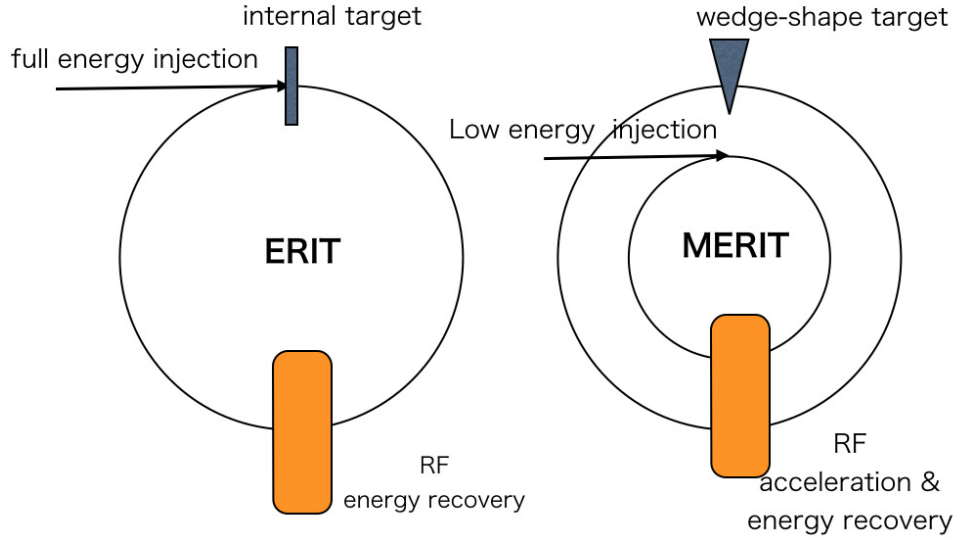 internal target
full energy injection
ERIT
RF
energy recovery
wedge-shape target
Low energy injection
MERIT
RF
acceleration &
energy recovery